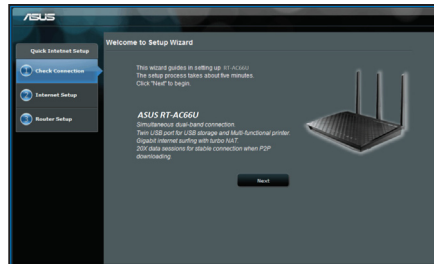 ASUS
Quick Internet Setup
1 Check Connection
2 Internet Setup
3 Router Setup
Welcome to Setup Wizard
This wizard guides in setting up RT-AC66U
The setup process takes about five minutes.
Click "Next" to begin.
ASUS RT-AC66U
Simultaneous dual-band connection.
Twin USB port for USB storage and Multi-functional printer.
Gigabit internet surfing with turbo NAT.
20X data sessions for stable connection when P2P
downloading
Next